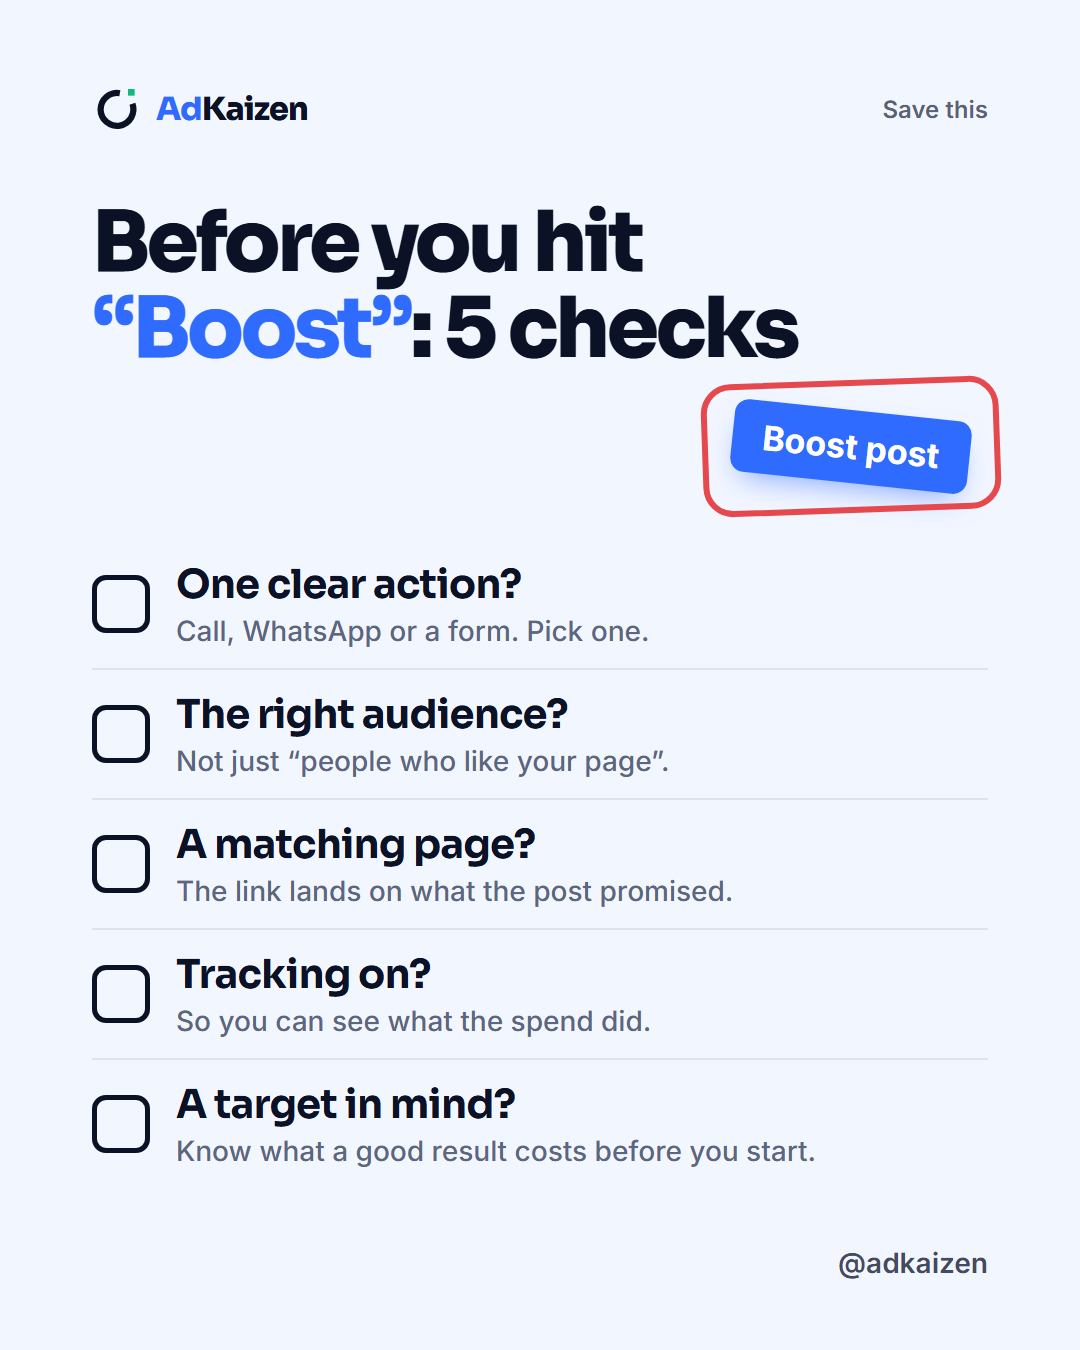 AdKaizen
Save this
Before you hit
“Boost”: 5 checks
Boost post
One clear action?
Call, WhatsApp or a form. Pick one.
The right audience?
Not just “people who like your page”.
A matching page?
The link lands on what the post promised.
Tracking on?
So you can see what the spend did.
A target in mind?
Know what a good result costs before you start.
@adkaizen